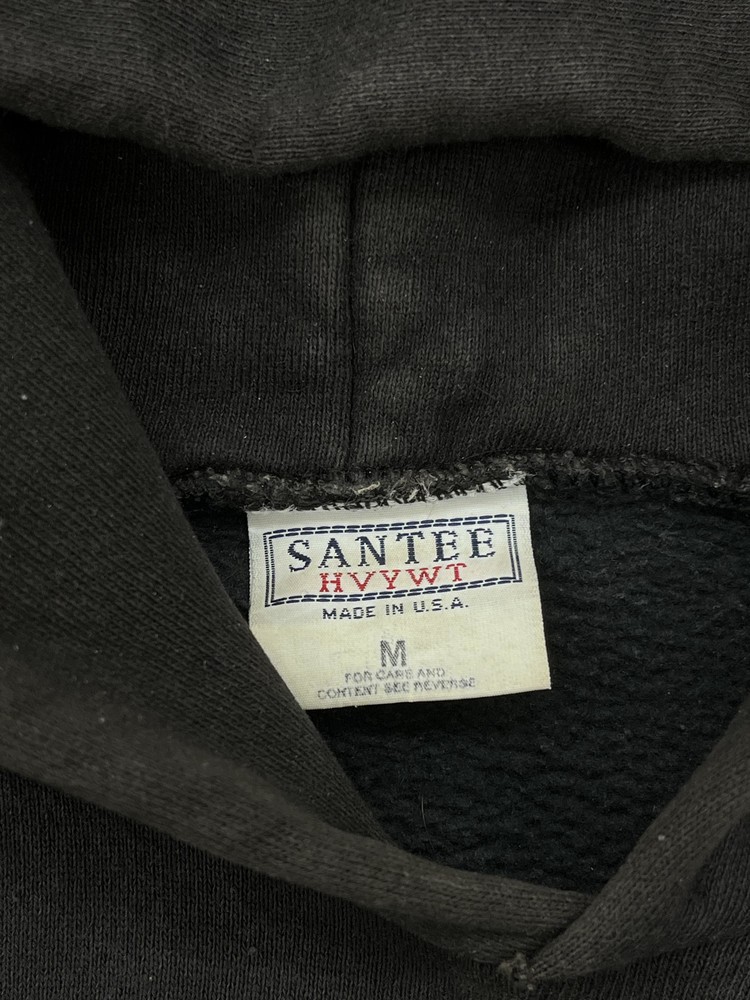 SANTEE
HVYWT
MADE IN U.S.A.
M
FOR CARE AND
CONTENT SEE REVERSE